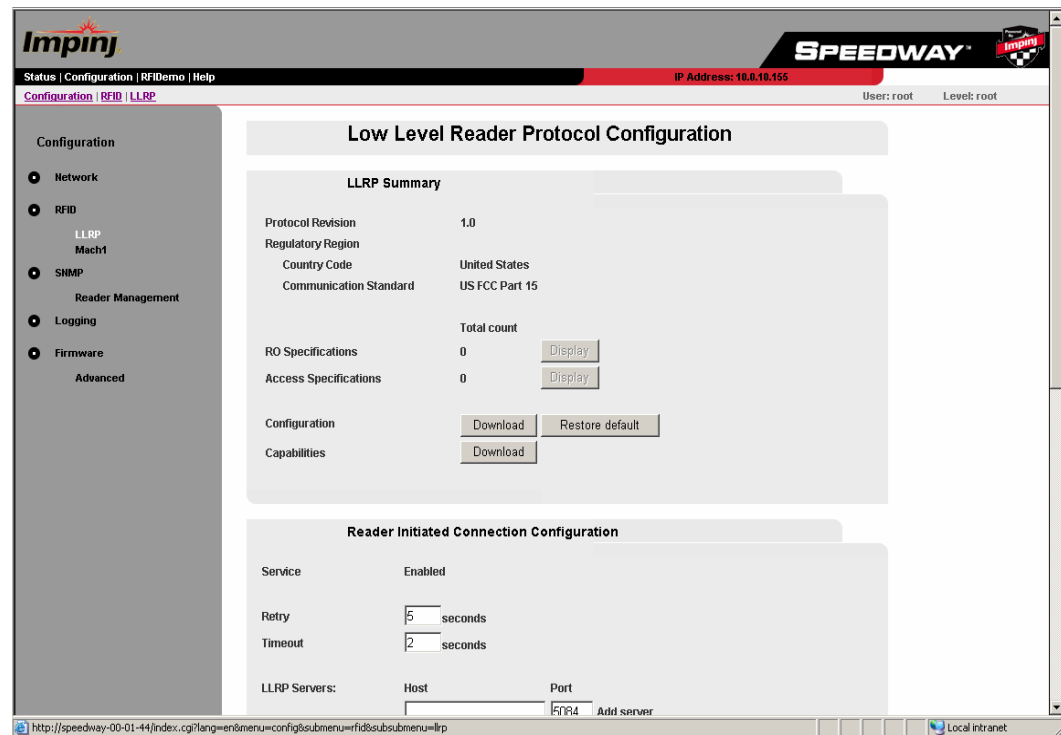 Impinj
SPEEDWAY
Powered By
Impinj
Status | Configuration | RFIDemo | Help
IP Address: 10.0.10.155
Configuration | RFID | LLRP
User: root
Level: root
Configuration
Network
RFID
LLRP
Mach1
SNMP
Reader Management
Logging
Firmware
Advanced
Low Level Reader Protocol Configuration
LLRP Summary
Protocol Revision 1.0
Regulatory Region
Country Code United States
Communication Standard US FCC Part 15
Total count
RO Specifications 0 Display
Access Specifications 0 Display
Configuration Download Restore default
Capabilities Download
Reader Initiated Connection Configuration
Service Enabled
Retry 5 seconds
Timeout 2 seconds
LLRP Servers: Host Port
5084 Add server
http://speedway-00-01-44/index.cgi?lang=en&menu=config&submenu=rfid&subsubmenu=llrp
Local intranet